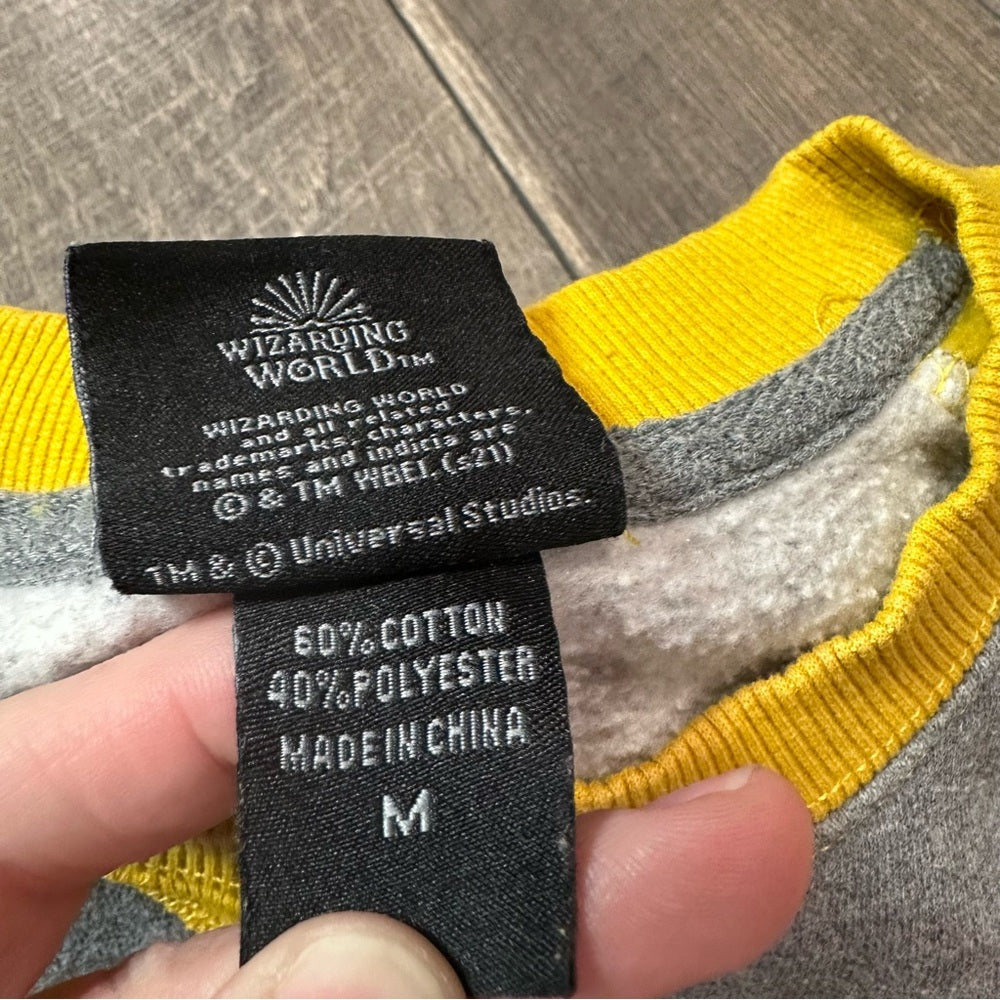 WIZARDING
WORLD™
WIZARDING WORLD
and all related
trademarks, characters,
names and indicia are
© & TM WBEI. (s21)
TM & © Universal Studios.
60% COTTON
40% POLYESTER
MADE IN CHINA
M